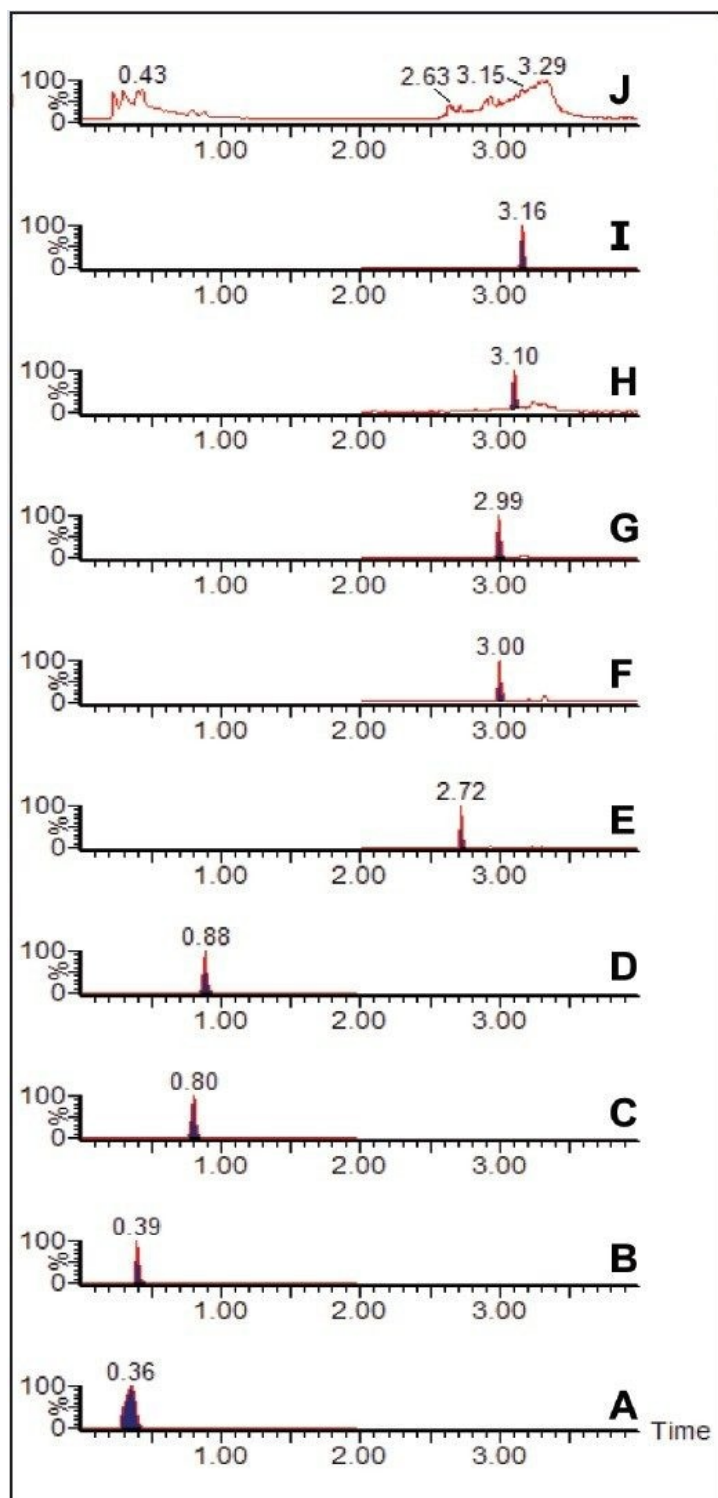 0.43 2.63 3.15 3.29
100 % 0 J
1.00 2.00 3.00
3.16
100 % 0 I
1.00 2.00 3.00
3.10
100 % 0 H
1.00 2.00 3.00
2.99
100 % 0 G
1.00 2.00 3.00
3.00
100 % 0 F
1.00 2.00 3.00
2.72
100 % 0 E
1.00 2.00 3.00
0.88
100 % 0 D
1.00 2.00 3.00
0.80
100 % 0 C
1.00 2.00 3.00
0.39
100 % 0 B
1.00 2.00 3.00
0.36
100 % 0 A Time
1.00 2.00 3.00